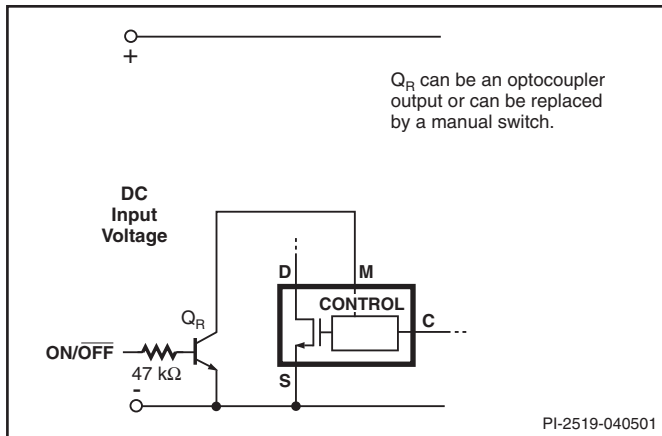 +
Q_R can be an optocoupler
output or can be replaced
by a manual switch.
DC
Input
Voltage
D
M
CONTROL
C
Q_R
ON/O̅F̅F̅
47 kΩ
S
-
PI-2519-040501